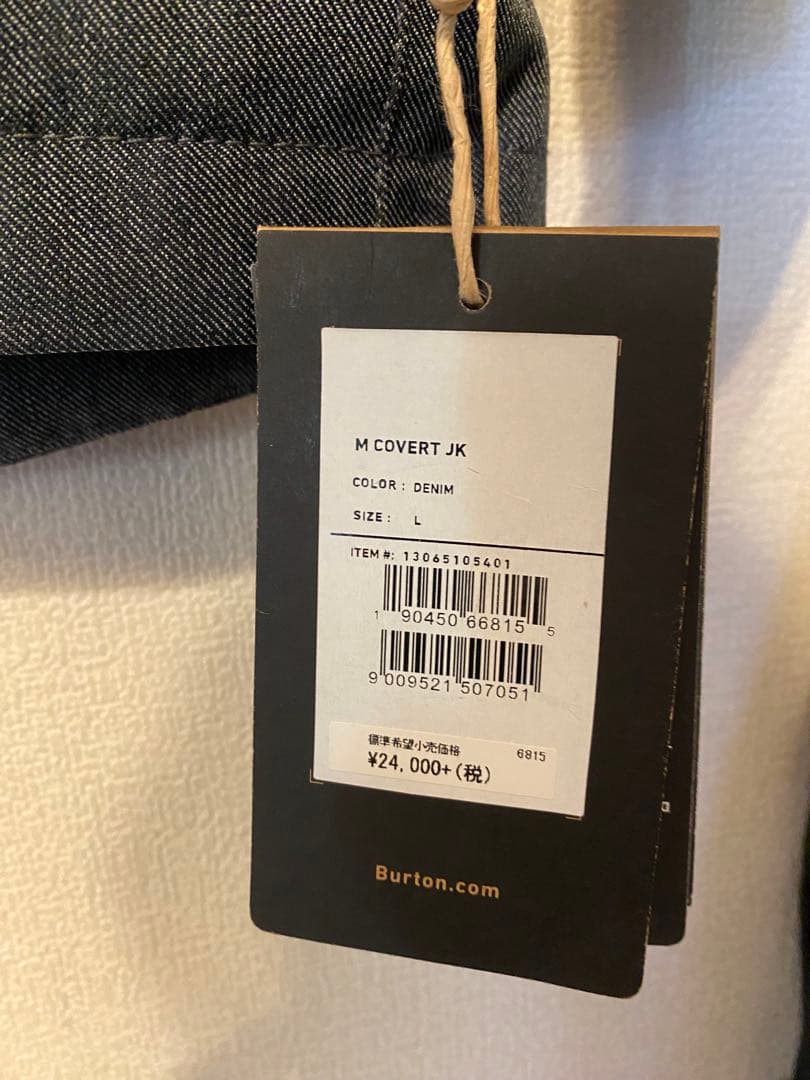 M COVERT JK
COLOR : DENIM
SIZE : L
ITEM #: 13065105401
1 90450 66815 5
9 009521 507051
標準希望小売価格 6815
¥24,000+(税)
Burton.com